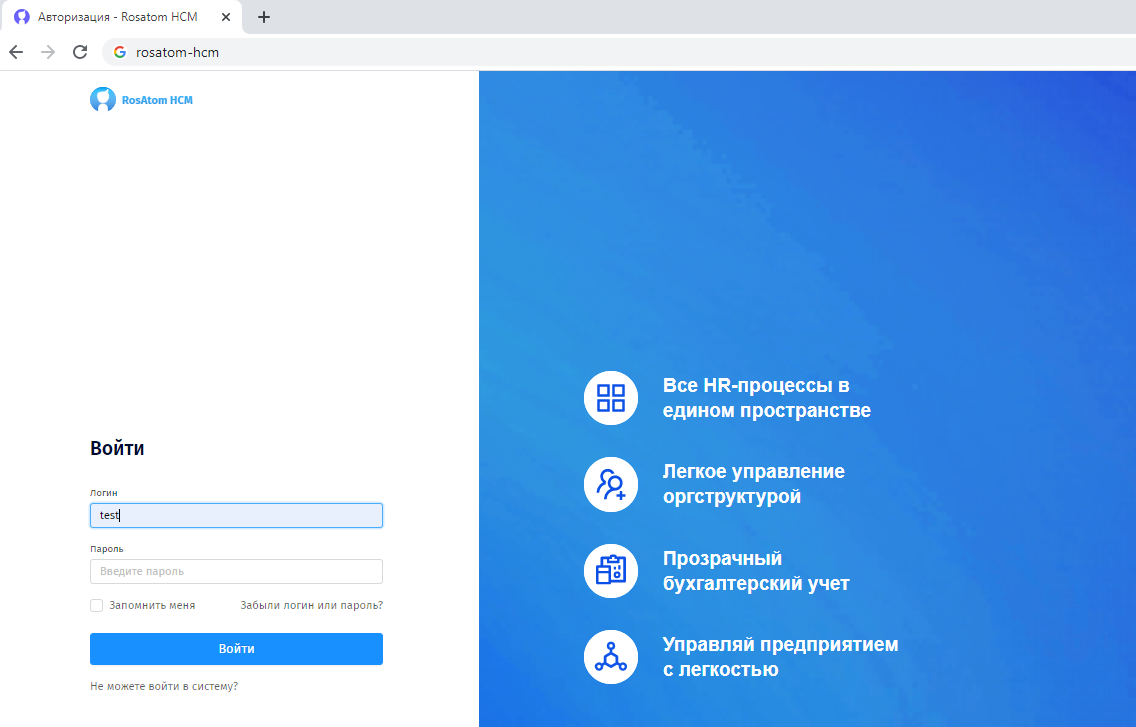 Авторизация - Rosatom HCM
rosatom-hcm
RosAtom HCM
Войти
Логин
test
Пароль
Введите пароль
Запомнить меня
Забыли логин или пароль?
Войти
Не можете войти в систему?
Все HR-процессы в
едином пространстве
Легкое управление
оргструктурой
Прозрачный
бухгалтерский учет
Управляй предприятием
с легкостью